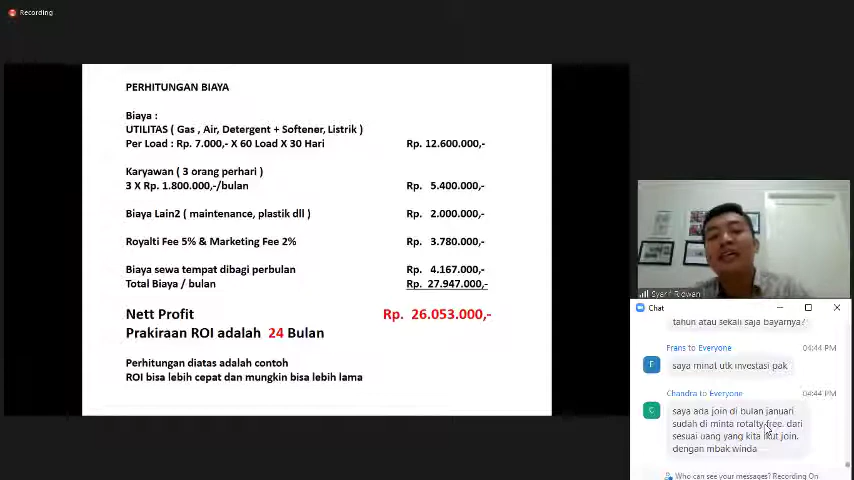 Recording
PERHITUNGAN BIAYA
Biaya :
UTILITAS ( Gas , Air, Detergent + Softener, Listrik )
Per Load : Rp. 7.000,- X 60 Load X 30 Hari Rp. 12.600.000,-
Karyawan ( 3 orang perhari )
3 X Rp. 1.800.000,-/bulan Rp. 5.400.000,-
Biaya Lain2 ( maintenance, plastik dll ) Rp. 2.000.000,-
Royalti Fee 5% & Marketing Fee 2% Rp. 3.780.000,-
Biaya sewa tempat dibagi perbulan Rp. 4.167.000,-
Total Biaya / bulan Rp. 27.947.000,-
Nett Profit Rp. 26.053.000,-
Prakiraan ROI adalah 24 Bulan
Perhitungan diatas adalah contoh
ROI bisa lebih cepat dan mungkin bisa lebih lama
Syarif Ridwan
Chat
tahun atau sekali saja bayarnya?
Frans to Everyone 04:44 PM
F
saya minat utk investasi pak
Chandra to Everyone 04:44 PM
C
saya ada join di bulan januari
sudah di minta rotalty free. dari
sesuai uang yang kita ikut join.
dengan mbak winda
Who can see your messages? Recording On